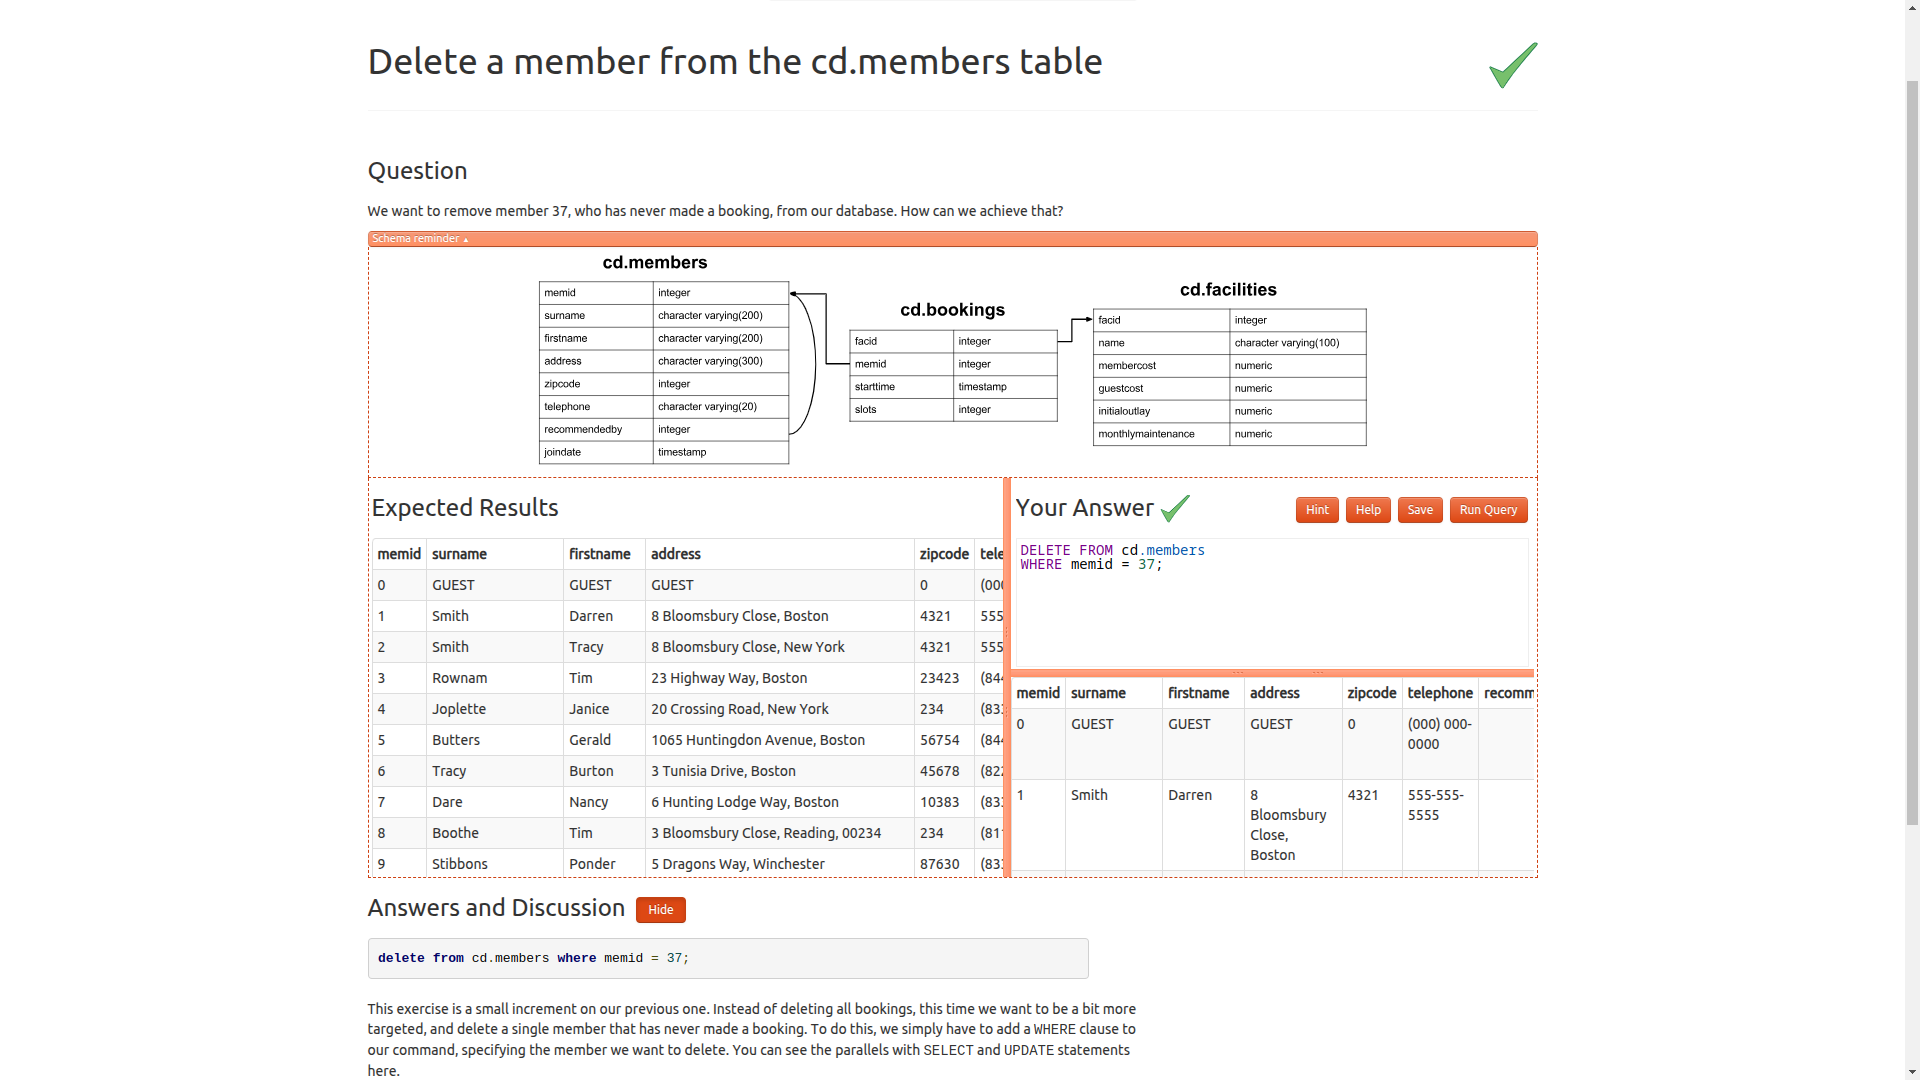 Delete a member from the cd.members table
Question
We want to remove member 37, who has never made a booking, from our database. How can we achieve that?
Schema reminder ▴
cd.members
memid integer
surname character varying(200)
firstname character varying(200)
address character varying(300)
zipcode integer
telephone character varying(20)
recommendedby integer
joindate timestamp
cd.bookings
facid integer
memid integer
starttime timestamp
slots integer
cd.facilities
facid integer
name character varying(100)
membercost numeric
guestcost numeric
initialoutlay numeric
monthlymaintenance numeric
Expected Results
memid surname firstname address zipcode tele
0 GUEST GUEST GUEST 0 (000
1 Smith Darren 8 Bloomsbury Close, Boston 4321 555
2 Smith Tracy 8 Bloomsbury Close, New York 4321 555
3 Rownam Tim 23 Highway Way, Boston 23423 (844
4 Joplette Janice 20 Crossing Road, New York 234 (833
5 Butters Gerald 1065 Huntingdon Avenue, Boston 56754 (844
6 Tracy Burton 3 Tunisia Drive, Boston 45678 (822
7 Dare Nancy 6 Hunting Lodge Way, Boston 10383 (833
8 Boothe Tim 3 Bloomsbury Close, Reading, 00234 234 (811
9 Stibbons Ponder 5 Dragons Way, Winchester 87630 (833
Your Answer
Hint Help Save Run Query
DELETE FROM cd.members
WHERE memid = 37;
memid surname firstname address zipcode telephone recomm
0 GUEST GUEST GUEST 0 (000) 000-
0000
1 Smith Darren 8 4321 555-555-
Bloomsbury 5555
Close,
Boston
Answers and Discussion Hide
delete from cd.members where memid = 37;
This exercise is a small increment on our previous one. Instead of deleting all bookings, this time we want to be a bit more
targeted, and delete a single member that has never made a booking. To do this, we simply have to add a WHERE clause to
our command, specifying the member we want to delete. You can see the parallels with SELECT and UPDATE statements
here.